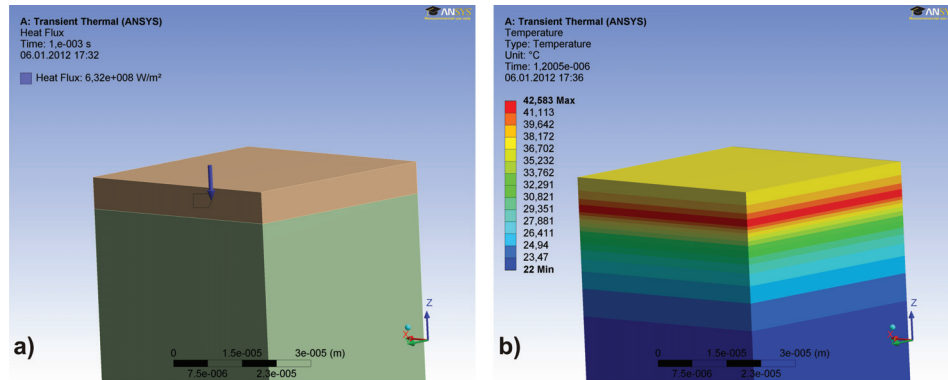 ANSYS
A: Transient Thermal (ANSYS)
Heat Flux
Time: 1,e-003 s
06.01.2012 17:32
Heat Flux: 6,32e+008 W/m²
Z
X
0
1.5e-005
3e-005 (m)
7.5e-006
2.3e-005
a)
ANSYS
A: Transient Thermal (ANSYS)
Temperature
Type: Temperature
Unit: °C
Time: 1,2005e-006
06.01.2012 17:36
42,583 Max
41,113
39,642
38,172
36,702
35,232
33,762
32,291
30,821
29,351
27,881
26,411
24,94
23,47
22 Min
Z
X
0
1.5e-005
3e-005 (m)
7.5e-006
2.3e-005
b)